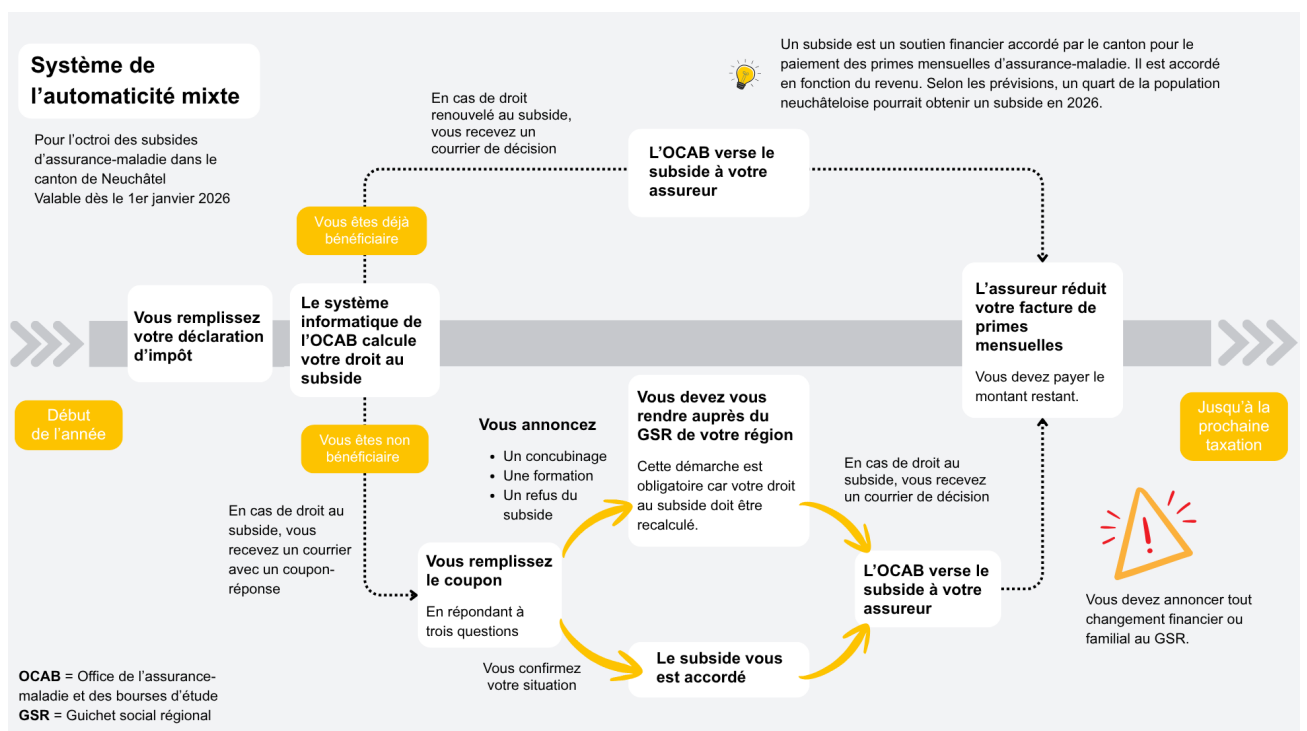 Système de
l’automaticité mixte
Pour l’octroi des subsides
d’assurance-maladie dans le
canton de Neuchâtel
Valable dès le 1er janvier 2026
Un subside est un soutien financier accordé par le canton pour le
paiement des primes mensuelles d’assurance-maladie. Il est accordé
en fonction du revenu. Selon les prévisions, un quart de la population
neuchâteloise pourrait obtenir un subside en 2026.
En cas de droit
renouvelé au subside,
vous recevez un
courrier de décision
L’OCAB verse le
subside à votre
assureur
Vous êtes déjà
bénéficiaire
Vous remplissez
votre déclaration
d’impôt
Le système
informatique de
l’OCAB calcule
votre droit au
subside
L’assureur réduit
votre facture de
primes
mensuelles
Vous devez payer le
montant restant.
Début
de l’année
Vous êtes non
bénéficiaire
Jusqu’à la
prochaine
taxation
En cas de droit au
subside, vous
recevez un courrier
avec un coupon-
réponse
Vous remplissez
le coupon
En répondant à
trois questions
Vous annoncez
• Un concubinage
• Une formation
• Un refus du
subside
Vous devez vous
rendre auprès du
GSR de votre région
Cette démarche est
obligatoire car votre droit
au subside doit être
recalculé.
Vous confirmez
votre situation
Le subside vous
est accordé
En cas de droit au
subside, vous recevez
un courrier de décision
L’OCAB verse le
subside à votre
assureur
Vous devez annoncer tout
changement financier ou
familial au GSR.
OCAB = Office de l’assurance-
maladie et des bourses d’étude
GSR = Guichet social régional